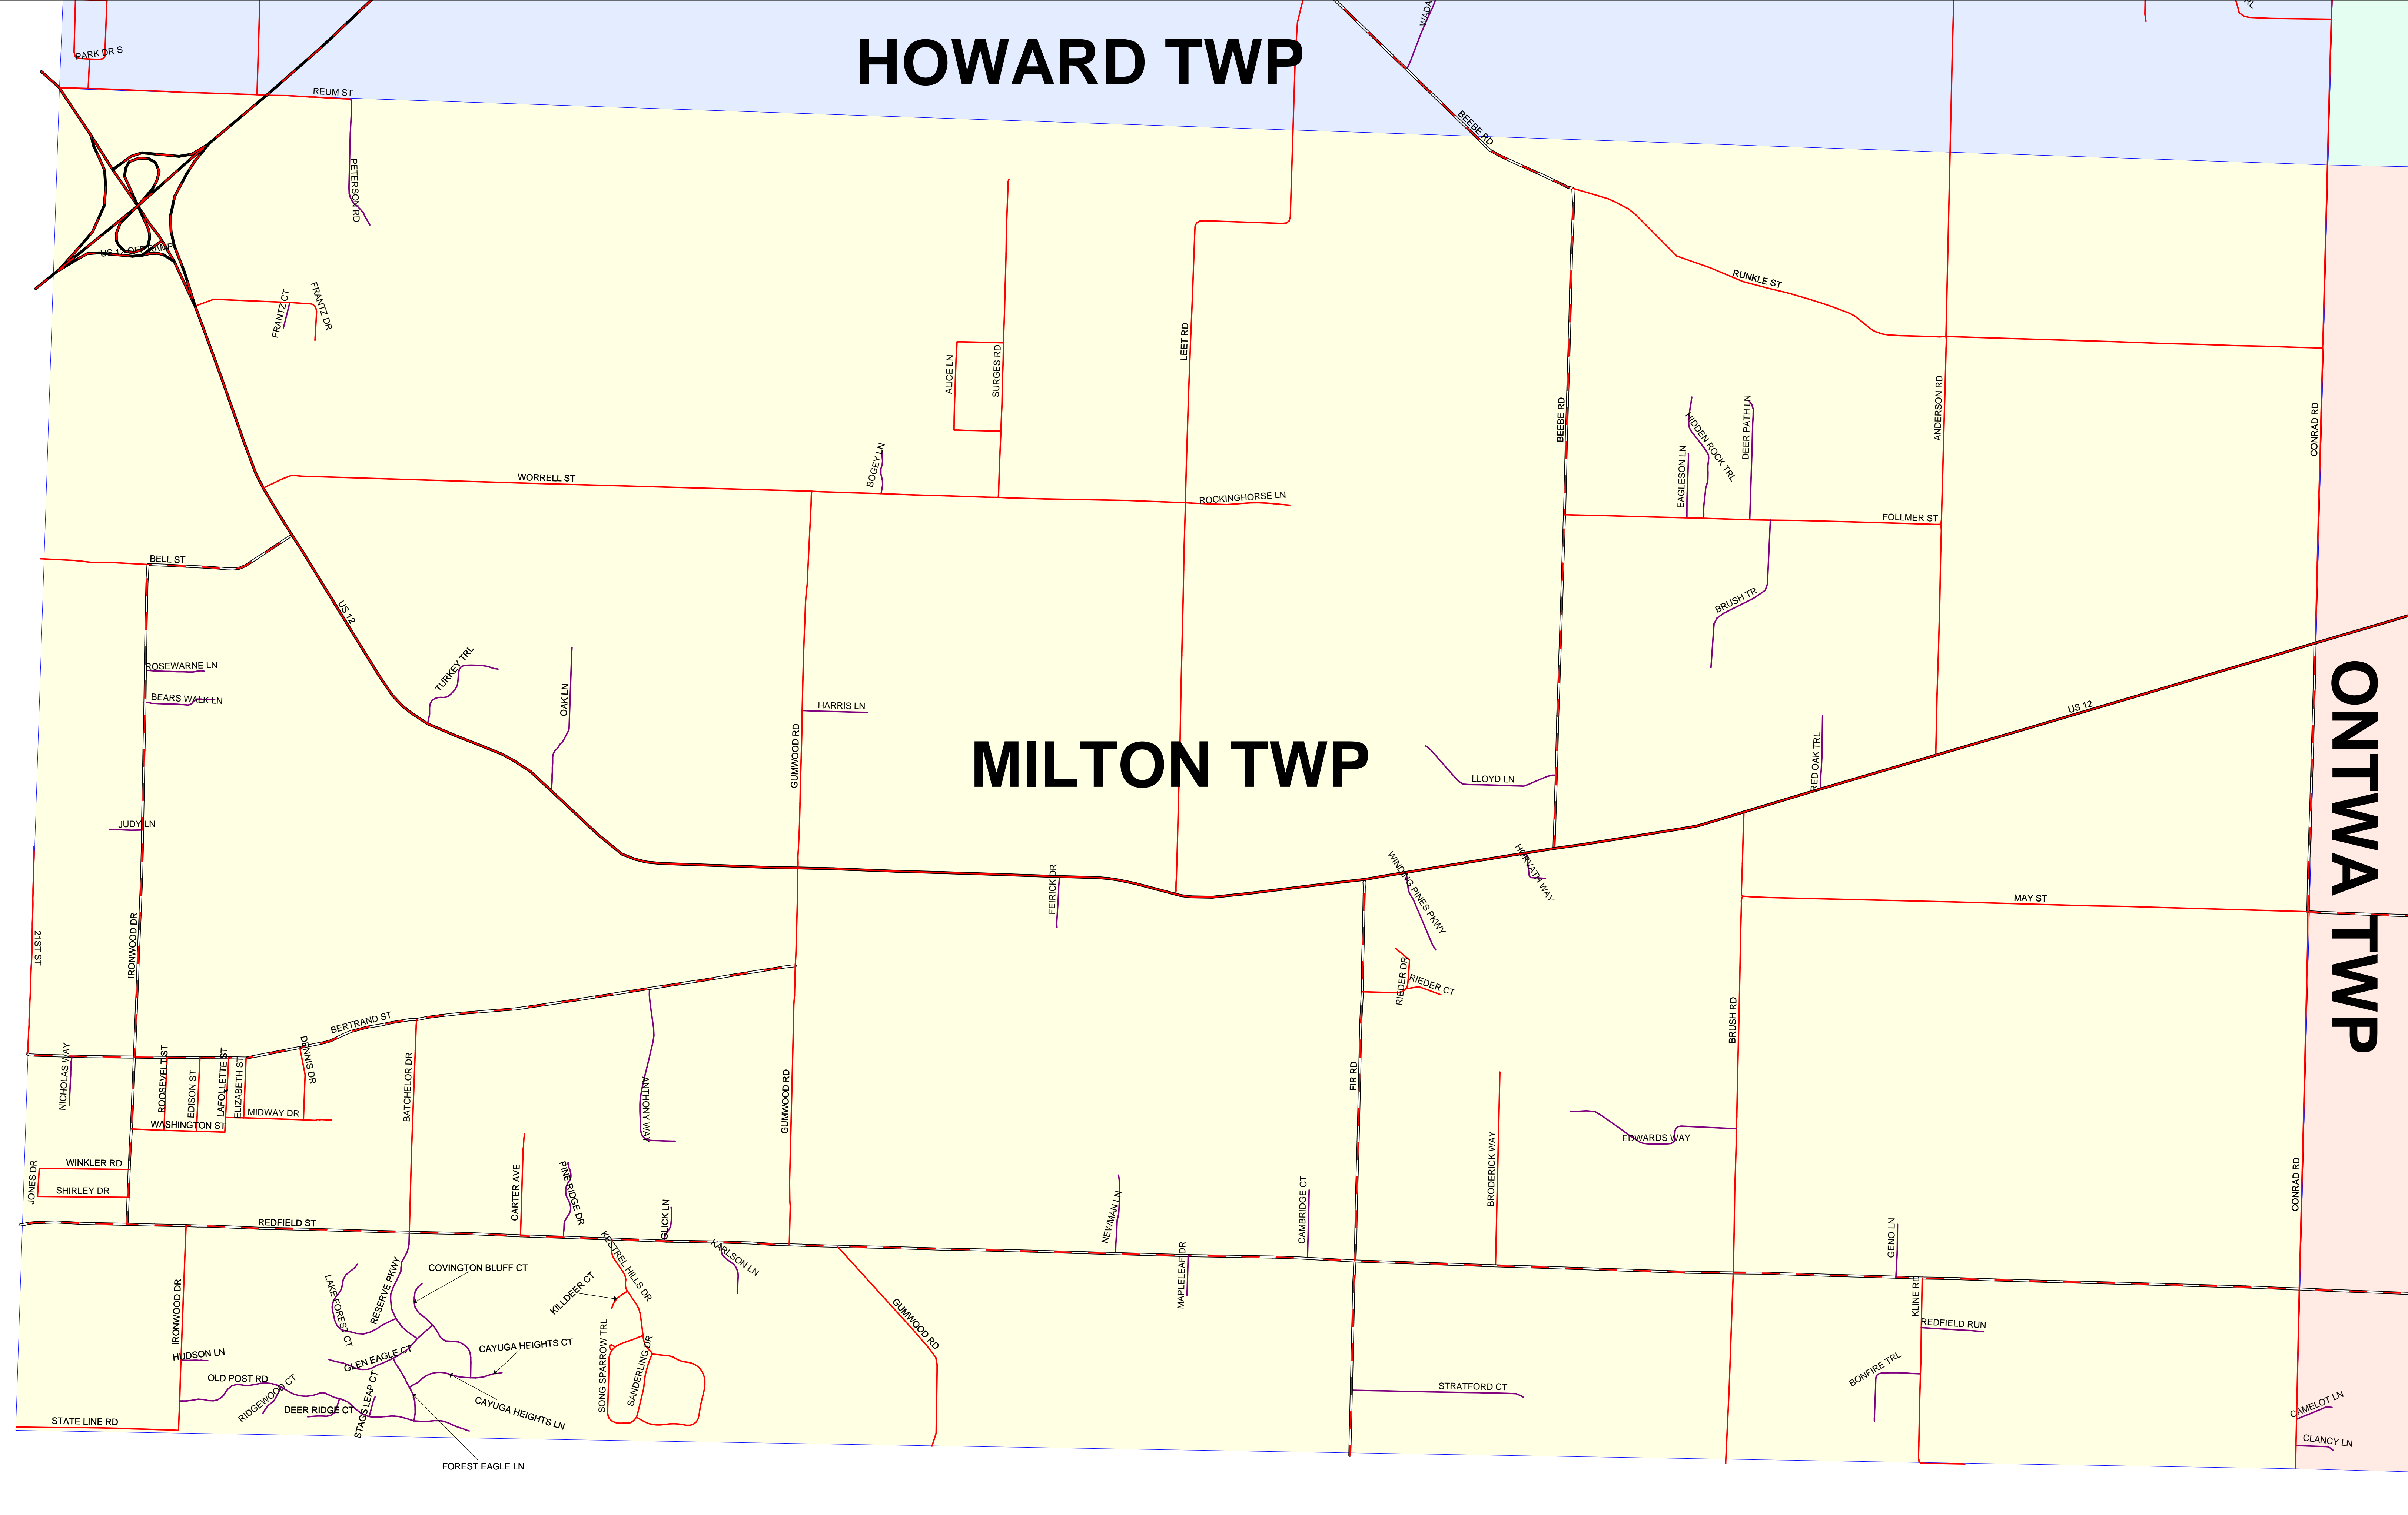 WADA
RL
PARK DR S
HOWARD TWP
REUM ST
BEEBE RD
PETERSON RD
US 12 OFF RAMP
RUNKLE ST
FRANTZ CT
FRANTZ DR
LEET RD
ALICE LN
SURGES RD
ANDERSON RD
CONRAD RD
BEEBE RD
HIDDEN ROCK TRL
DEER PATH LN
EAGLESON LN
BOGEY LN
WORRELL ST
ROCKINGHORSE LN
FOLLMER ST
BELL ST
US 12
BRUSH TR
ROSEWARNE LN
BEARS WALK LN
TURKEY TRL
OAK LN
HARRIS LN
GUMWOOD RD
MILTON TWP
LLOYD LN
RED OAK TRL
US 12
ONTWA TWP
JUDY LN
FEIRICK DR
WINDING PINES PKWY
HORVATH WAY
MAY ST
21ST ST
IRONWOOD DR
RIEDER DR
RIEDER CT
BERTRAND ST
BRUSH RD
NICHOLAS WAY
ROOSEVELT ST
EDISON ST
LAFOLLETTE ST
ELIZABETH ST
DENNIS DR
BATCHELOR DR
ANTHONY WAY
GUMWOOD RD
FIR RD
MIDWAY DR
WASHINGTON ST
EDWARDS WAY
BRODERICK WAY
WINKLER RD
JONES DR
SHIRLEY DR
CARTER AVE
PINE RIDGE DR
GLICK LN
NEWMAN LN
CAMBRIDGE CT
CONRAD RD
REDFIELD ST
GENO LN
KESTREL HILLS DR
KARLSON LN
MAPLELEAF DR
COVINGTON BLUFF CT
RESERVE PKWY
LAKE FOREST CT
KILLDEER CT
KLINE RD
IRONWOOD DR
GUMWOOD RD
REDFIELD RUN
HUDSON LN
GLEN EAGLE CT
CAYUGA HEIGHTS CT
SONG SPARROW TRL
SANDERLING DR
OLD POST RD
RIDGEWOOD CT
DEER RIDGE CT
STAGS LEAP CT
CAYUGA HEIGHTS LN
STRATFORD CT
BONFIRE TRL
CAMELOT LN
STATE LINE RD
CLANCY LN
FOREST EAGLE LN